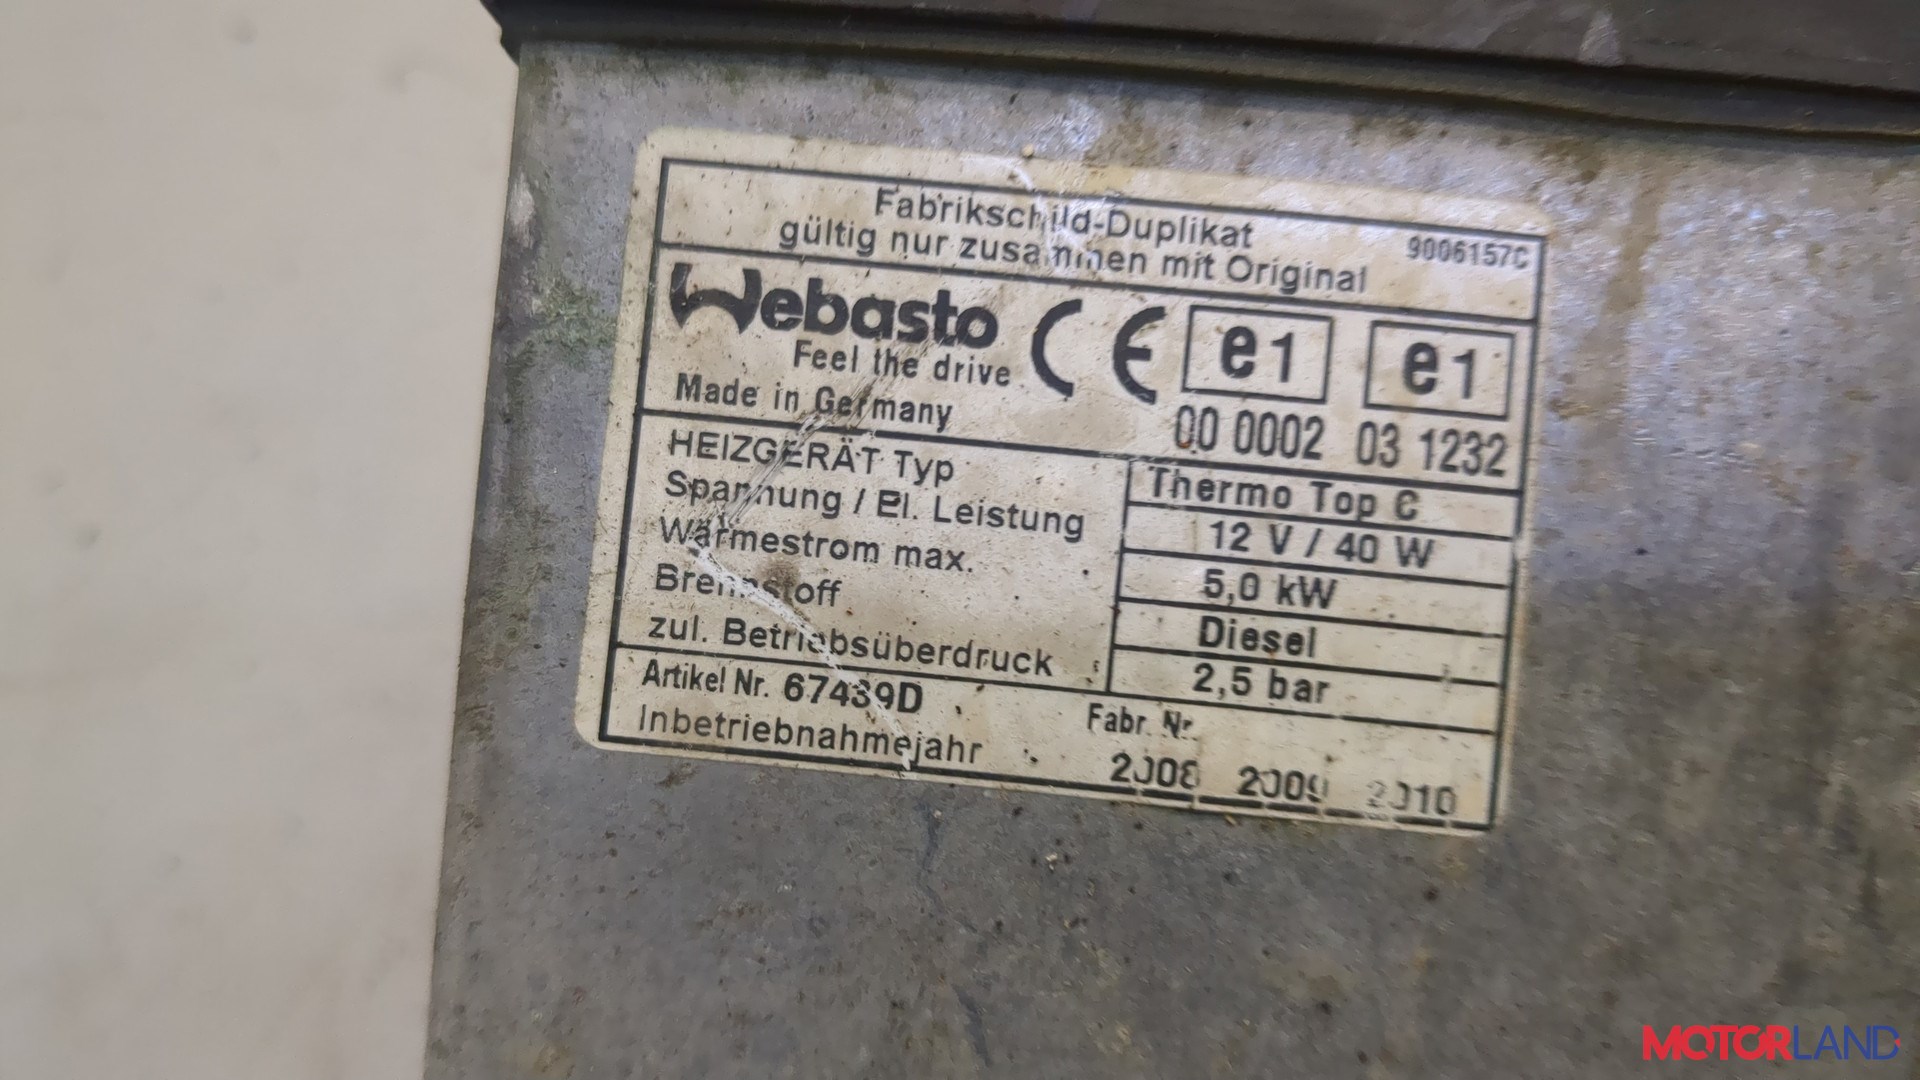 Fabrikschild-Duplikat
gültig nur zusammen mit Original
9006157C
Webasto
Feel the drive
Made in Germany
CE e1 e1
00 0002 03 1232
HEIZGERÄT Typ Thermo Top C
Spannung / El. Leistung 12 V / 40 W
Wärmestrom max. 5,0 kW
Brennstoff Diesel
zul. Betriebsüberdruck 2,5 bar
Artikel Nr. 67439D Fabr. Nr.
Inbetriebnahmejahr 2008 2009 2010
MOTORLAND